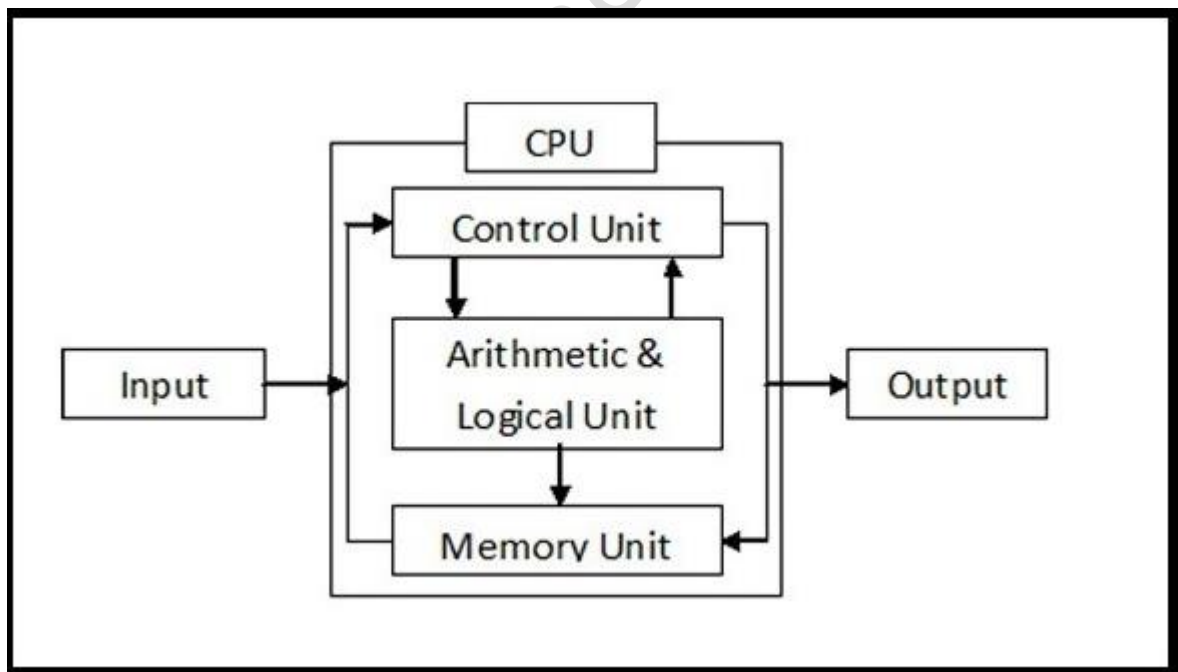 CPU
Control Unit
Arithmetic &
Logical Unit
Input
Output
Memory Unit